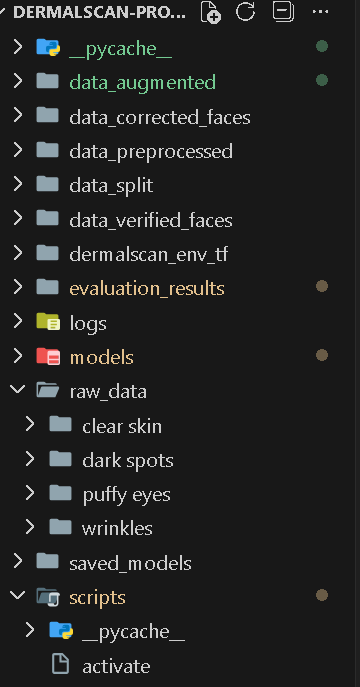 DERMALSCAN-PRO...
__pycache__
data_augmented
data_corrected_faces
data_preprocessed
data_split
data_verified_faces
dermalscan_env_tf
evaluation_results
logs
models
raw_data
clear skin
dark spots
puffy eyes
wrinkles
saved_models
scripts
__pycache__
activate